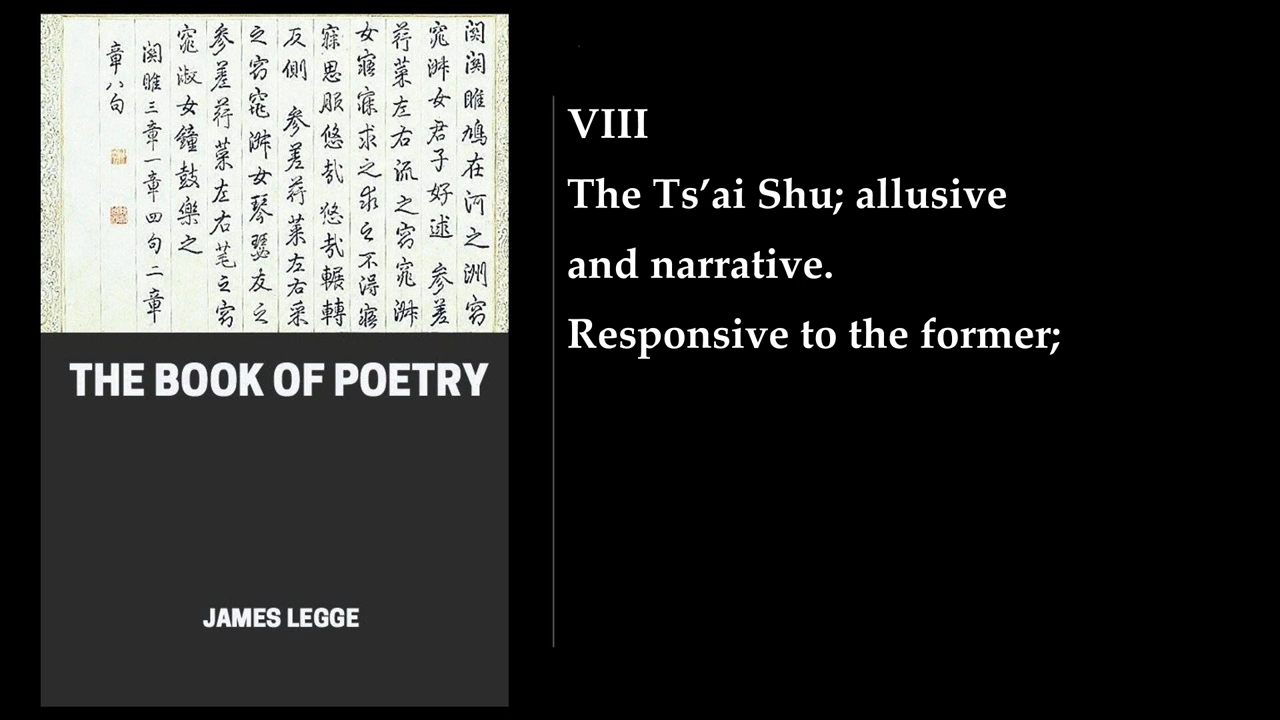 関関雎鳩在河之洲窈
窕淑女君子好逑 參差
荇菜左右流之窈窕淑
女寤寐求之求之不得寤
寐思服悠哉悠哉輾轉
反側 參差荇菜左右采
之窈窕淑女琴瑟友之
參差荇菜左右芼之窈
窕淑女鐘鼓樂之
関雎三章一章四句二章
章八句
THE BOOK OF POETRY
JAMES LEGGE
VIII
The Ts’ai Shu; allusive
and narrative.
Responsive to the former;